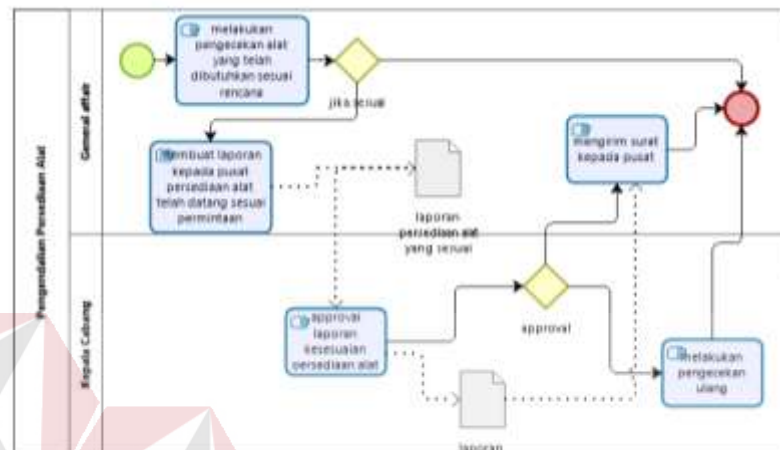 Pengendalian Persediaan Alat
General affair
Kepala Cabang
melakukan
pengecekan alat
yang telah
dibutuhkan sesuai
rencana
jika sesuai
membuat laporan
kepada pusat
persediaan alat
telah datang sesuai
permintaan
laporan
persediaan alat
yang sesuai
mengirim surat
kepada pusat
approval
laporan
kesesuaian
persediaan alat
approval
melakukan
pengecekan
ulang
laporan